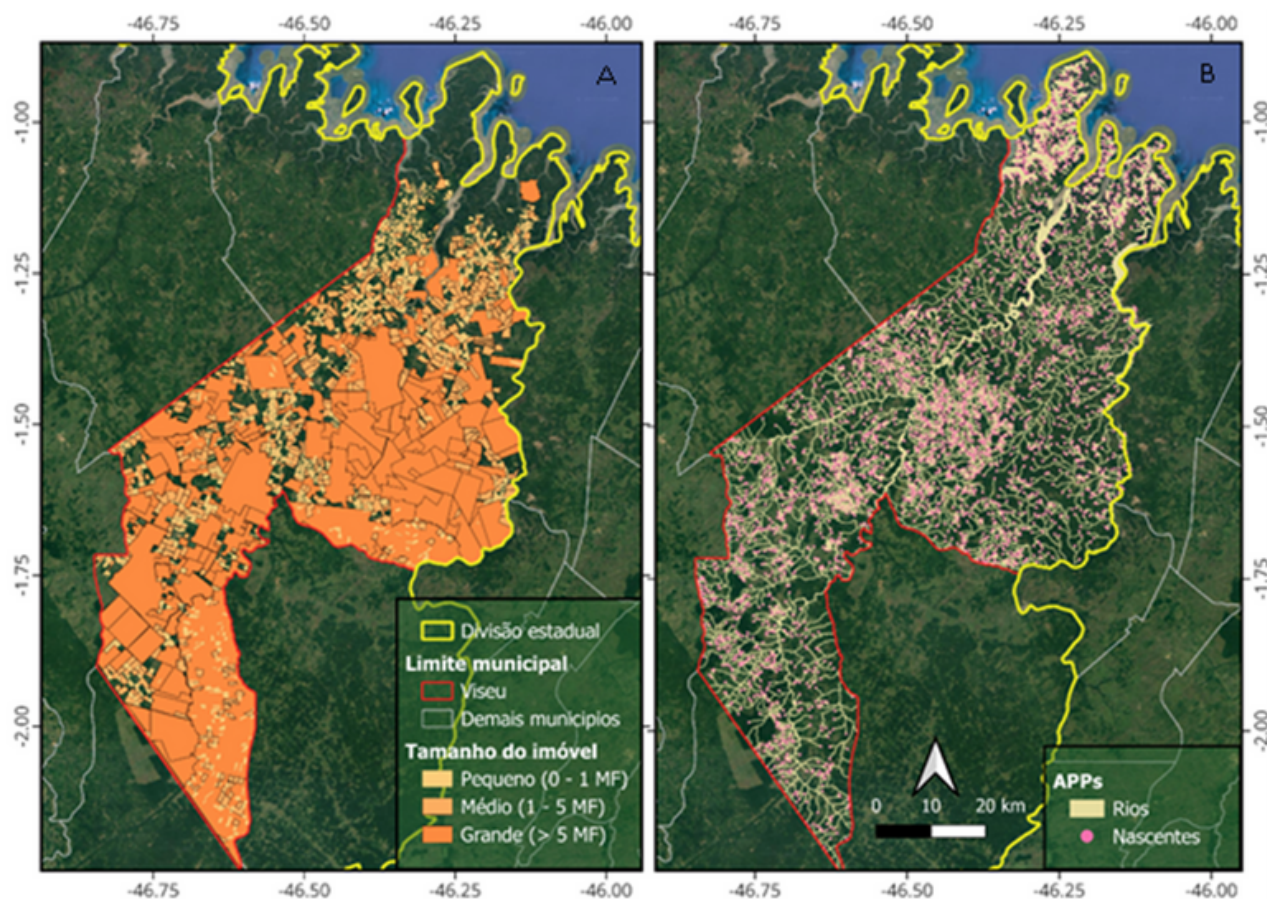 -46.75 -46.50 -46.25 -46.00
-46.75 -46.50 -46.25 -46.00
A
B
-1.00
-1.25
-1.50
-1.75
-2.00
-1.00
-1.25
-1.50
-1.75
-2.00
Divisão estadual
Limite municipal
Viseu
Demais municipios
Tamanho do imóvel
Pequeno (0 - 1 MF)
Médio (1 - 5 MF)
Grande (> 5 MF)
0 10 20 km
APPs
Rios
Nascentes
-46.75 -46.50 -46.25 -46.00
-46.75 -46.50 -46.25 -46.00